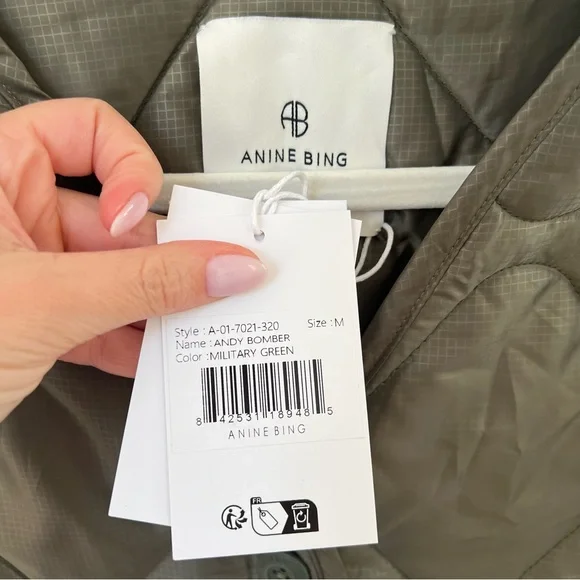 AB
ANINE BING
Style : A-01-7021-320 Size : M
Name : ANDY BOMBER
Color : MILITARY GREEN
8 42531 18948 5
ANINE BING
FR